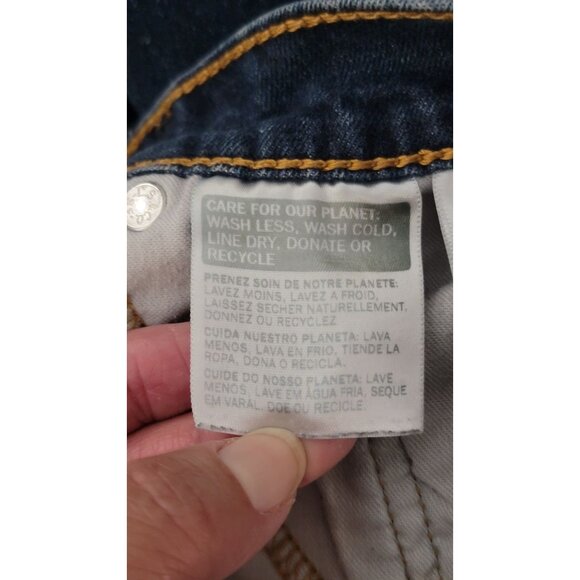 CARE FOR OUR PLANET:
WASH LESS, WASH COLD,
LINE DRY, DONATE OR
RECYCLE
PRENEZ SOIN DE NOTRE PLANETE:
LAVEZ MOINS, LAVEZ A FROID,
LAISSEZ SECHER NATURELLEMENT,
DONNEZ OU RECYCLEZ
CUIDA NUESTRO PLANETA: LAVA
MENOS, LAVA EN FRIO, TIENDE LA
ROPA, DONA O RECICLA.
CUIDE DO NOSSO PLANETA: LAVE
MENOS, LAVE EM ÁGUA FRIA, SEQUE
EM VARAL, DOE OU RECICLE.